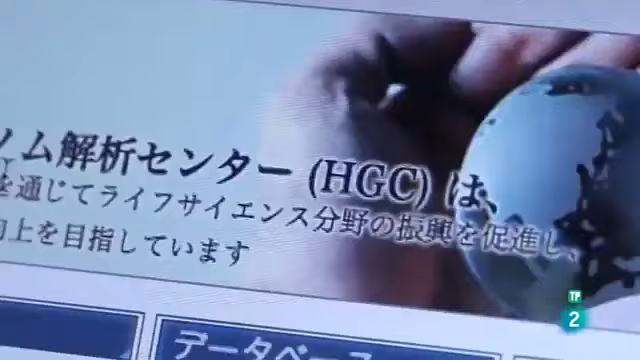 ノム解析センター (HGC) は、
を通じてライフサイエンス分野の振興を促進し、
向上を目指しています
データベース
TP
2